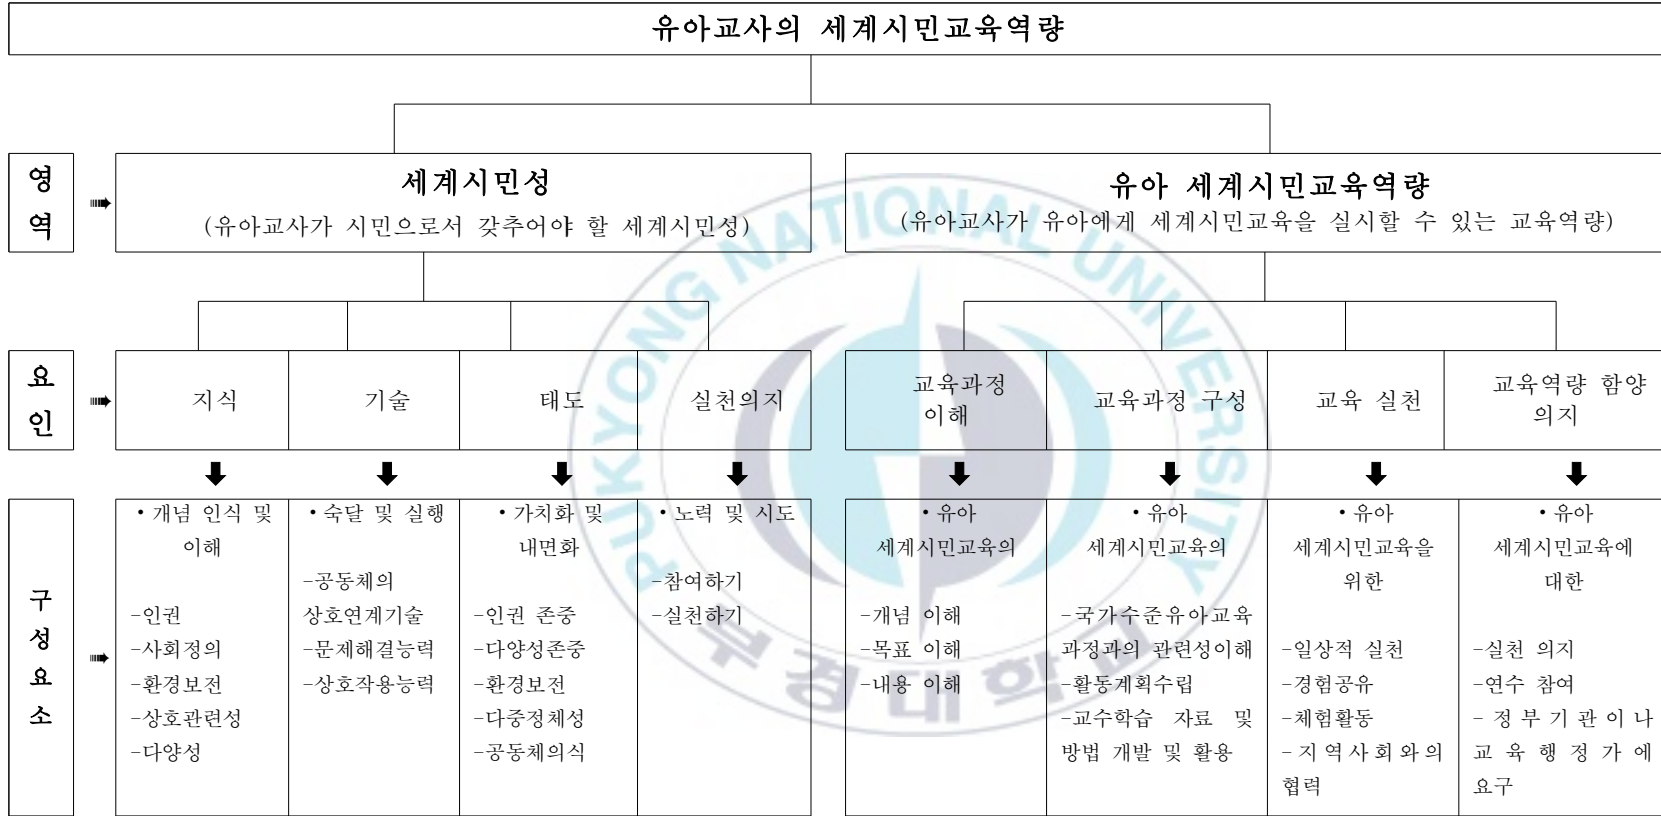 유아교사의 세계시민교육역량
영
역
➠
세계시민성
(유아교사가 시민으로서 갖추어야 할 세계시민성)
유아 세계시민교육역량
(유아교사가 유아에게 세계시민교육을 실시할 수 있는 교육역량)
요
인
➠
지식
기술
태도
실천의지
교육과정
이해
교육과정 구성
교육 실천
교육역량 함양
의지
구
성
요
소
➠
・개념 인식 및
이해
-인권
-사회정의
-환경보전
-상호관련성
-다양성
・숙달 및 실행
-공동체의
상호연계기술
-문제해결능력
-상호작용능력
・가치화 및
내면화
-인권 존중
-다양성존중
-환경보전
-다중정체성
-공동체의식
・노력 및 시도
-참여하기
-실천하기
・유아
세계시민교육의
-개념 이해
-목표 이해
-내용 이해
・유아
세계시민교육의
-국가수준유아교육
과정과의 관련성이해
-활동계획수립
-교수학습 자료 및
방법 개발 및 활용
・유아
세계시민교육을
위한
-일상적 실천
-경험공유
-체험활동
-지역사회와의
협력
・유아
세계시민교육에
대한
-실천 의지
-연수 참여
-정부기관이나
교육행정가에
요구
PUKYONG NATIONAL UNIVERSITY
부경대학교